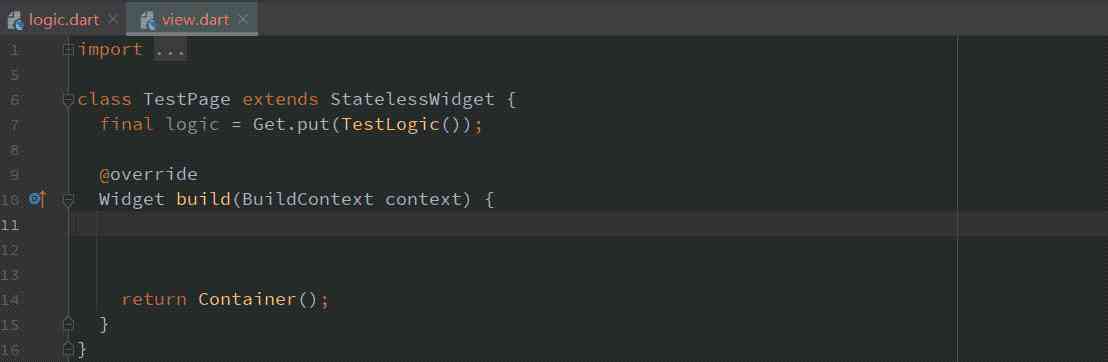 logic.dart view.dart
1 import ...
5
6 class TestPage extends StatelessWidget {
7 final logic = Get.put(TestLogic());
8
9 @override
10 Widget build(BuildContext context) {
11
12
13
14 return Container();
15 }
16 }